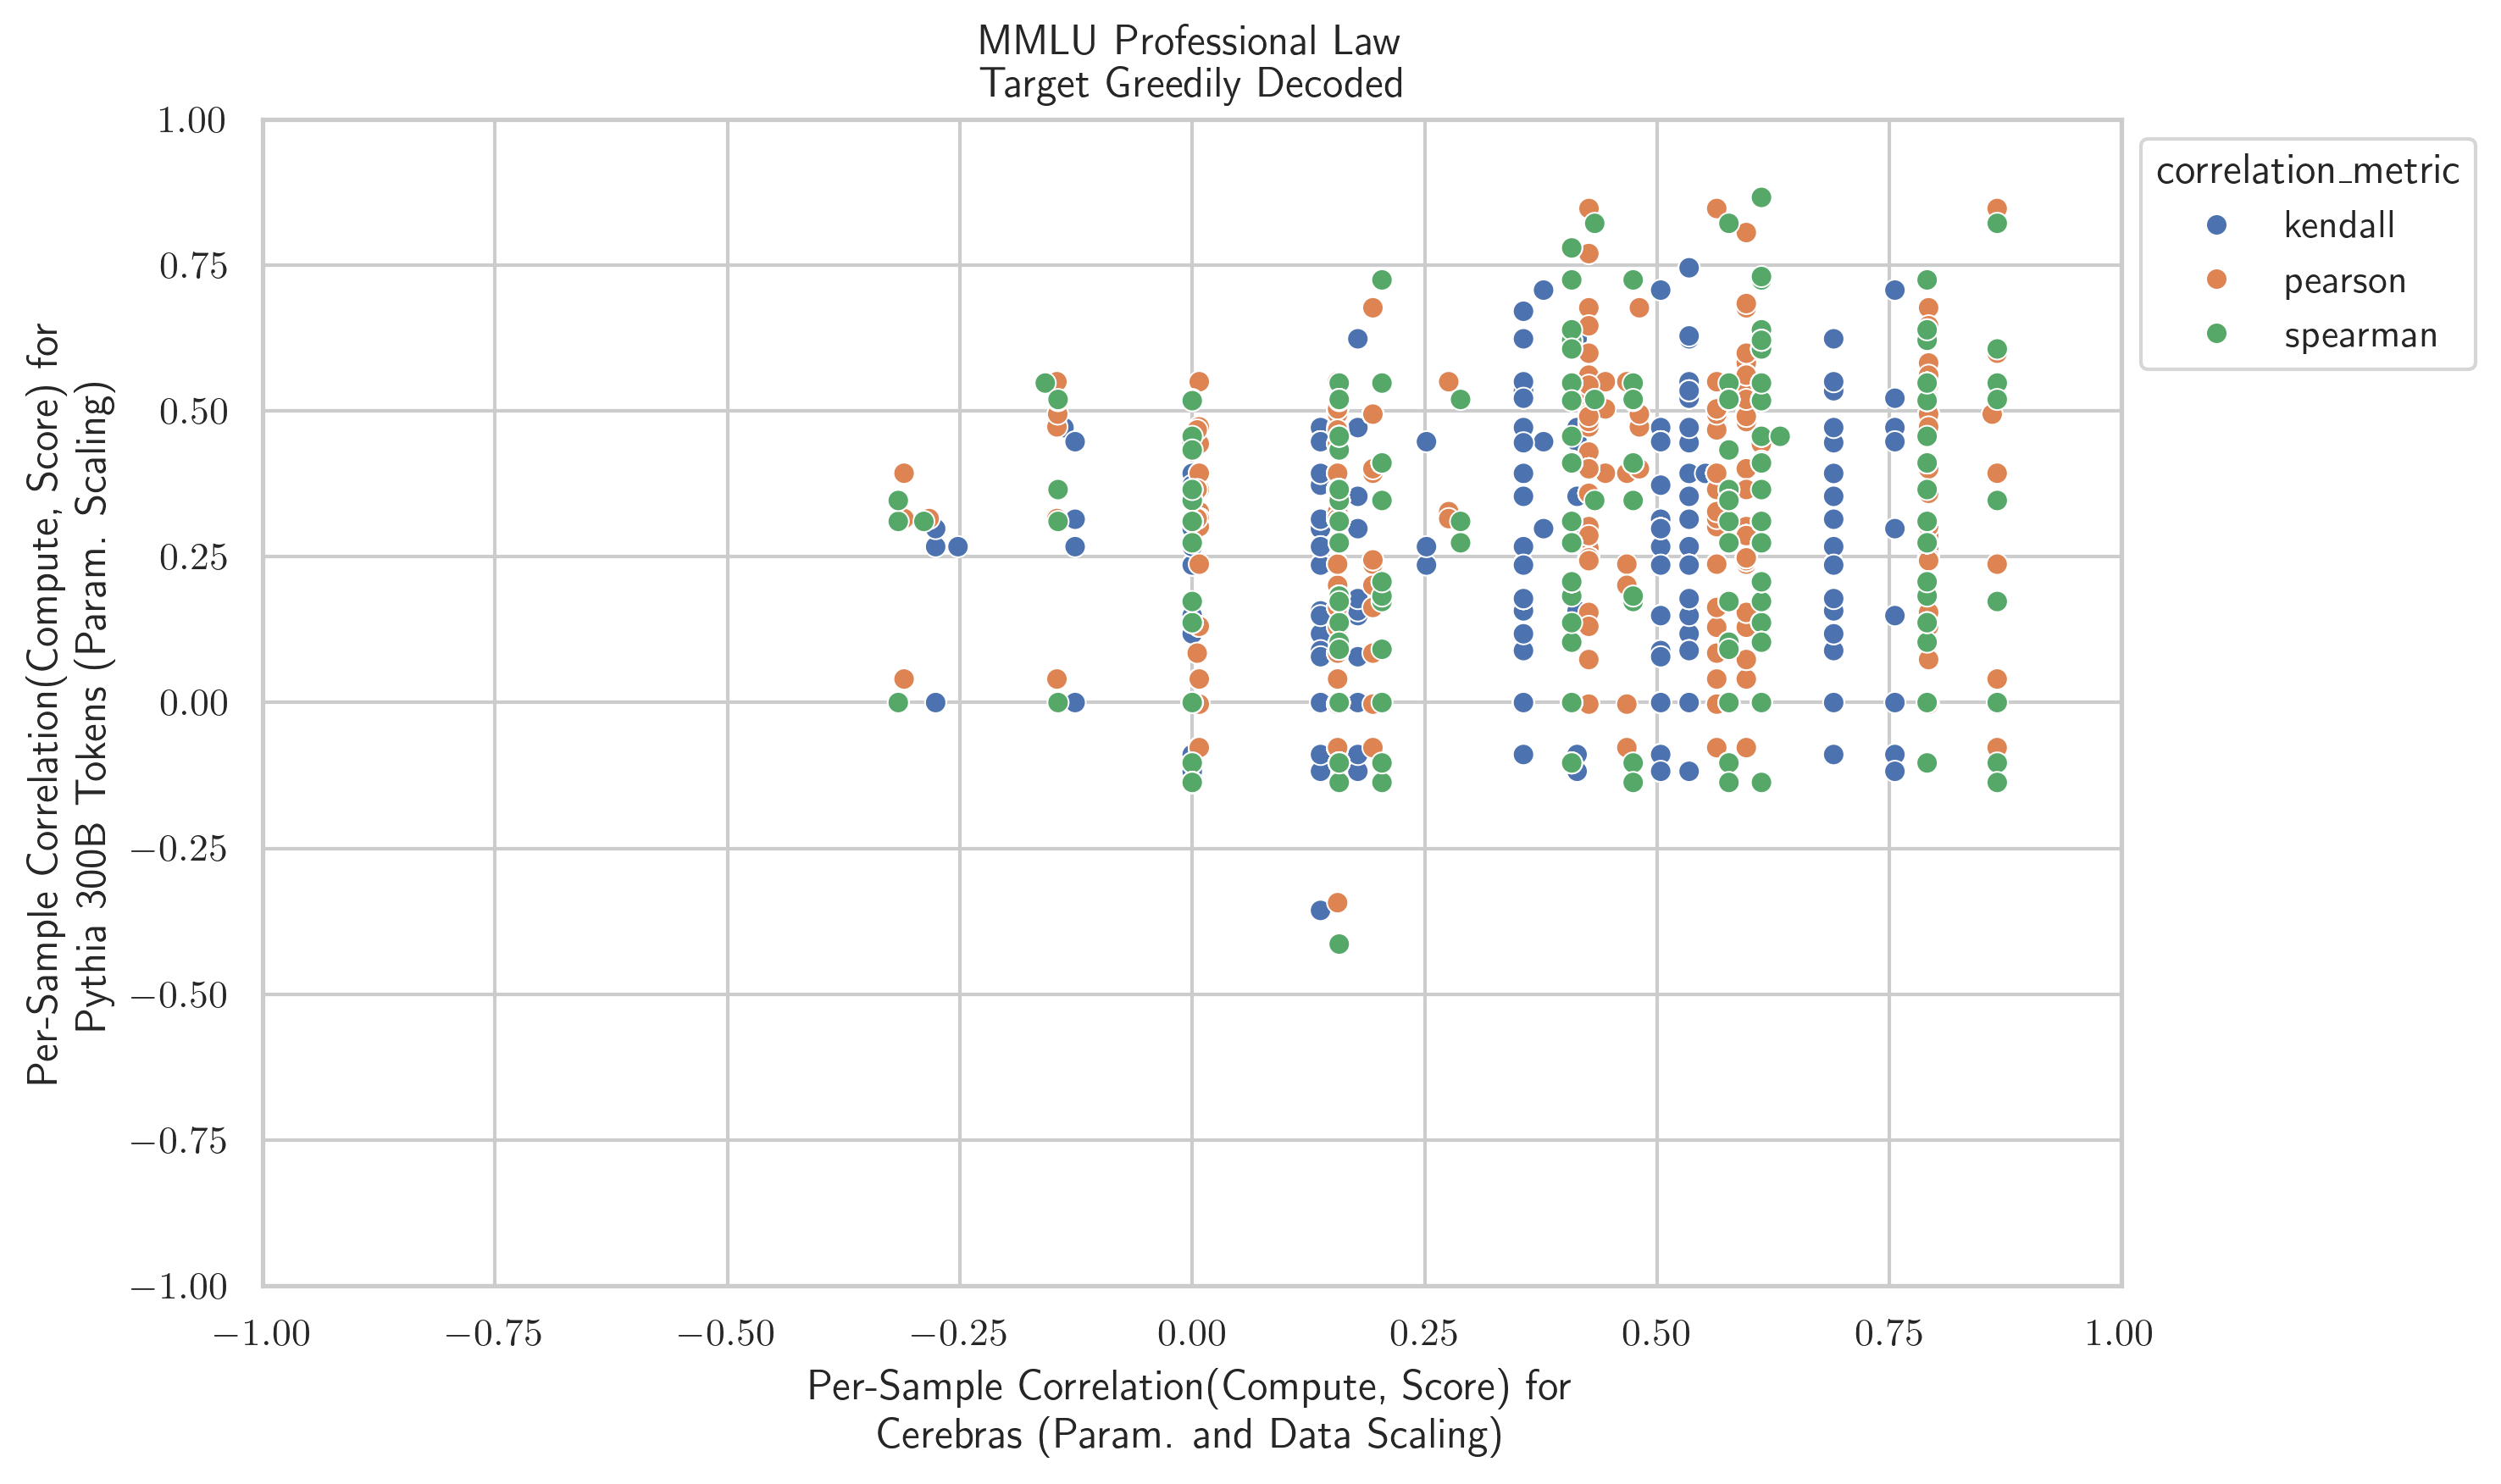 MMLU Professional Law
Target Greedily Decoded
1.00
0.75
0.50
0.25
0.00
−0.25
−0.50
−0.75
−1.00
Per-Sample Correlation(Compute, Score) for
Pythia 300B Tokens (Param. Scaling)
−1.00 −0.75 −0.50 −0.25 0.00 0.25 0.50 0.75 1.00
Per-Sample Correlation(Compute, Score) for
Cerebras (Param. and Data Scaling)
correlation_metric
kendall
pearson
spearman